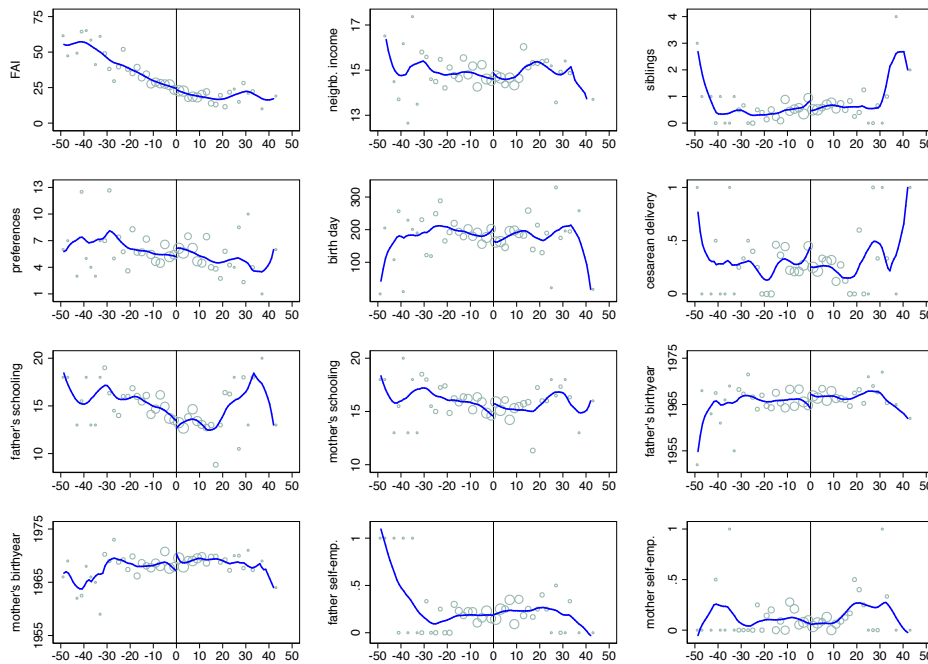 FAI
75
50
25
0
-50 -40 -30 -20 -10 0 10 20 30 40 50
neighb. income
17
15
13
-50 -40 -30 -20 -10 0 10 20 30 40 50
siblings
4
3
2
1
0
-50 -40 -30 -20 -10 0 10 20 30 40 50
preferences
13
10
7
4
1
-50 -40 -30 -20 -10 0 10 20 30 40 50
birth day
300
200
100
-50 -40 -30 -20 -10 0 10 20 30 40 50
cesarean delivery
1
.5
0
-50 -40 -30 -20 -10 0 10 20 30 40 50
father's schooling
20
15
10
-50 -40 -30 -20 -10 0 10 20 30 40 50
mother's schooling
20
15
10
-50 -40 -30 -20 -10 0 10 20 30 40 50
father's birthyear
1975
1965
1955
-50 -40 -30 -20 -10 0 10 20 30 40 50
mother's birthyear
1975
1965
1955
-50 -40 -30 -20 -10 0 10 20 30 40 50
father self-emp.
1
.5
0
-50 -40 -30 -20 -10 0 10 20 30 40 50
mother self-emp.
1
.5
0
-50 -40 -30 -20 -10 0 10 20 30 40 50